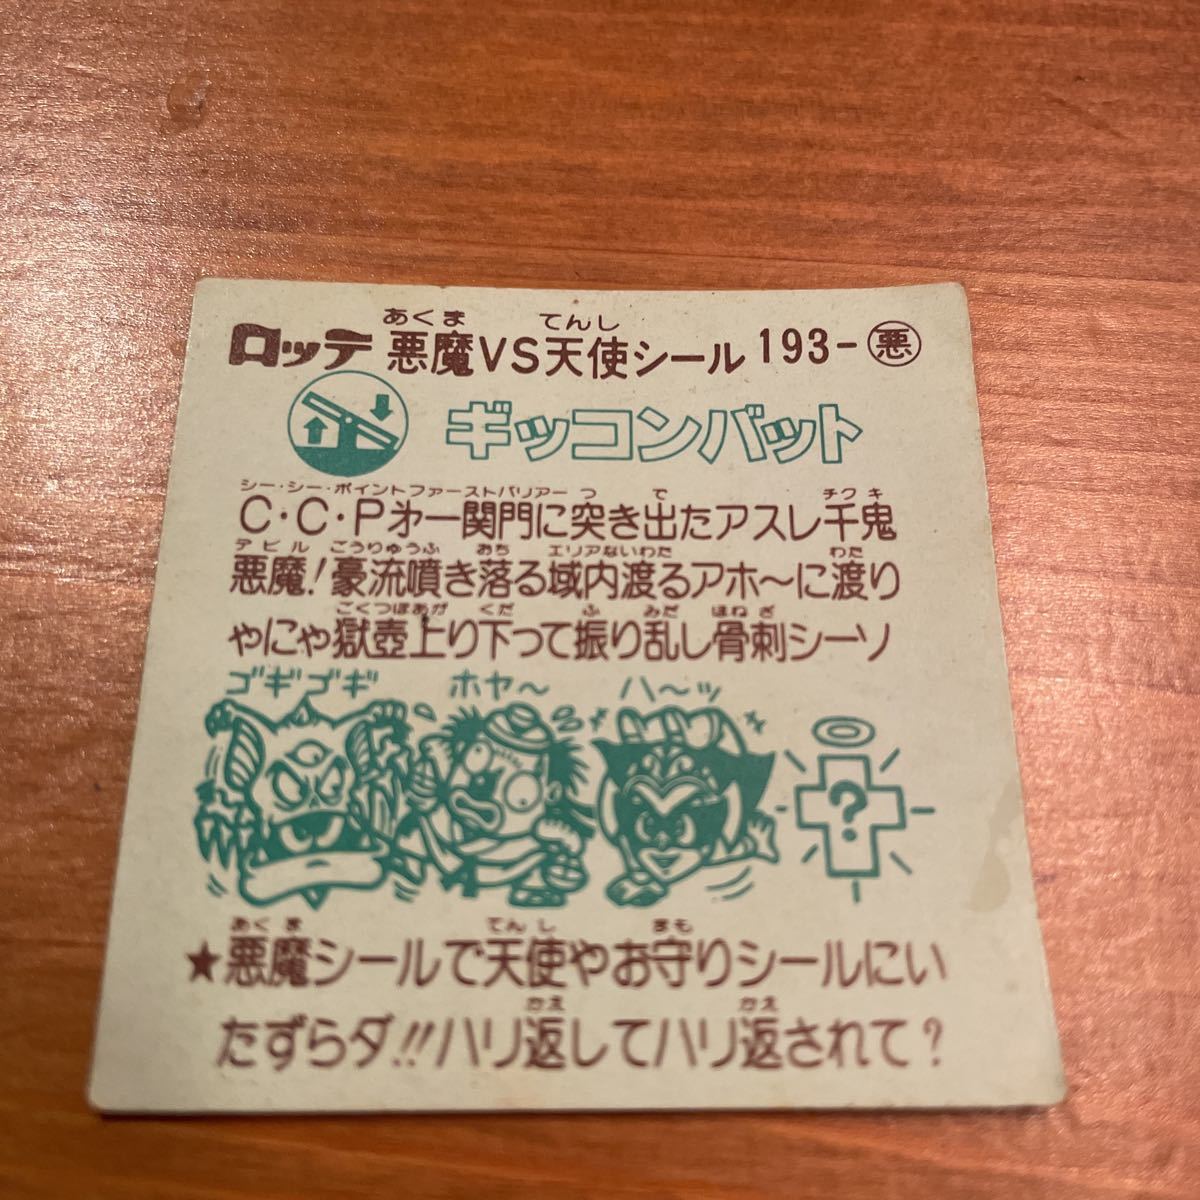 あくま てんし
ロッテ 悪魔VS天使シール 193-悪
ギッコンバット
シー・シー・ポイントファーストバリアー つ で チクキ
C・C・P第一関門に突き出たアスレ千鬼
デビル ごうりゅうふ おち エリアないわた わた
悪魔!豪流噴き落る域内渡るアホ〜に渡り
ごくつぼあが くだ ふ みだ ほねざ
ゃにゃ獄壺上り下って振り乱し骨刺シーソ
ゴギゴギ ホヤ〜 ハ〜ッ
?
あくま てんし まも
★悪魔シールで天使やお守りシールにい
かえ かえ
たずらダ!!ハリ返してハリ返されて?